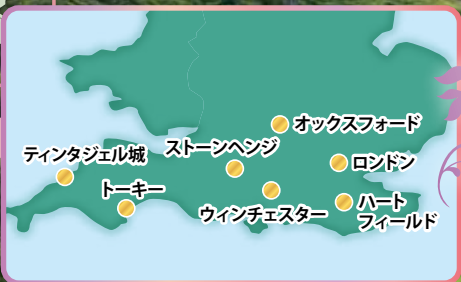 オックスフォード
ティンタジェル城
ストーンヘンジ
ロンドン
トーキー
ウィンチェスター
ハート
フィールド